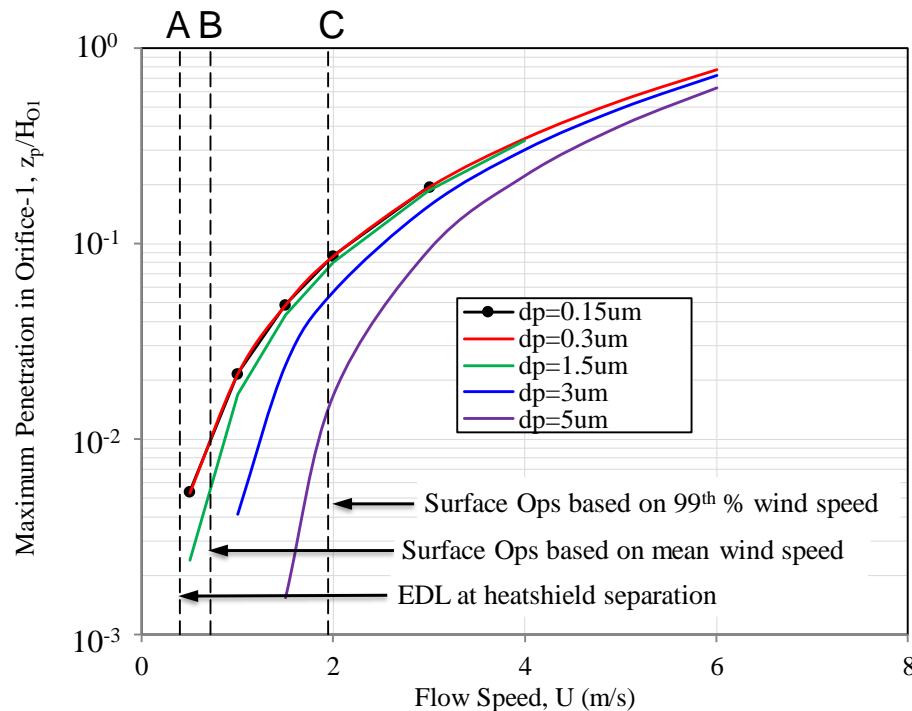 A B C
Maximum Penetration in Orifice-1, z_p/H_O1
10⁰
10⁻¹
10⁻²
10⁻³
dp=0.15um
dp=0.3um
dp=1.5um
dp=3um
dp=5um
Surface Ops based on 99ᵗʰ % wind speed
Surface Ops based on mean wind speed
EDL at heatshield separation
0 2 4 6 8
Flow Speed, U (m/s)